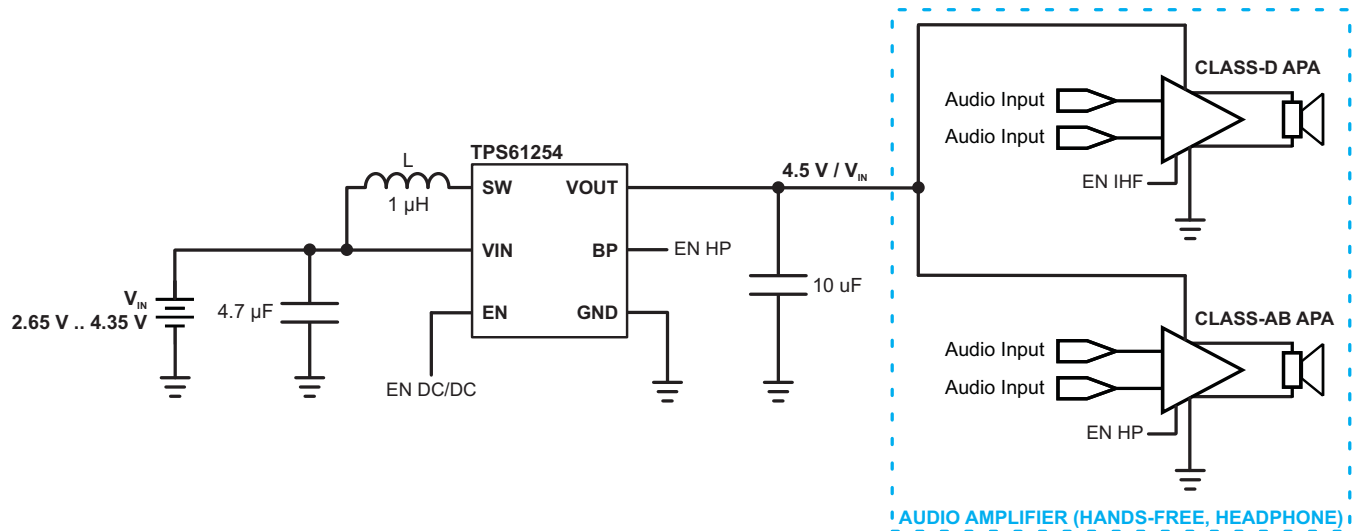 CLASS-D APA
Audio Input
Audio Input
EN IHF
TPS61254
L
1 µH
SW
VOUT
4.5 V / VIN
VIN
BP
EN HP
VIN
2.65 V .. 4.35 V
4.7 µF
EN
GND
10 uF
EN DC/DC
CLASS-AB APA
Audio Input
Audio Input
EN HP
AUDIO AMPLIFIER (HANDS-FREE, HEADPHONE)